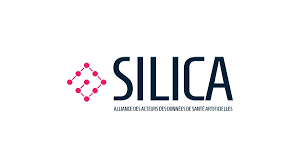 SILICA
ALLIANCE DES ACTEURS DES DONNÉES DE SANTÉ ARTIFICIELLES